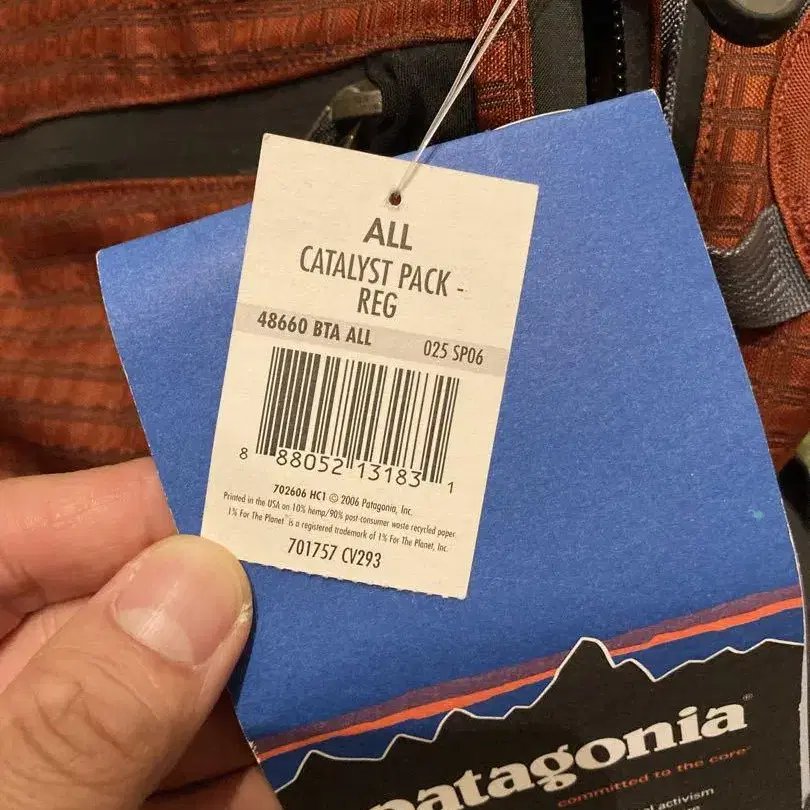 ALL
CATALYST PACK -
REG
48660 BTA ALL 025 SP06
8 88052 13183 1
702606 HC1 © 2006 Patagonia, Inc.
Printed in the USA on 10% hemp/90% post-consumer waste recycled paper.
1% For The Planet™ is a registered trademark of 1% For The Planet, Inc.
701757 CV293
patagonia®
committed to the core™
activism